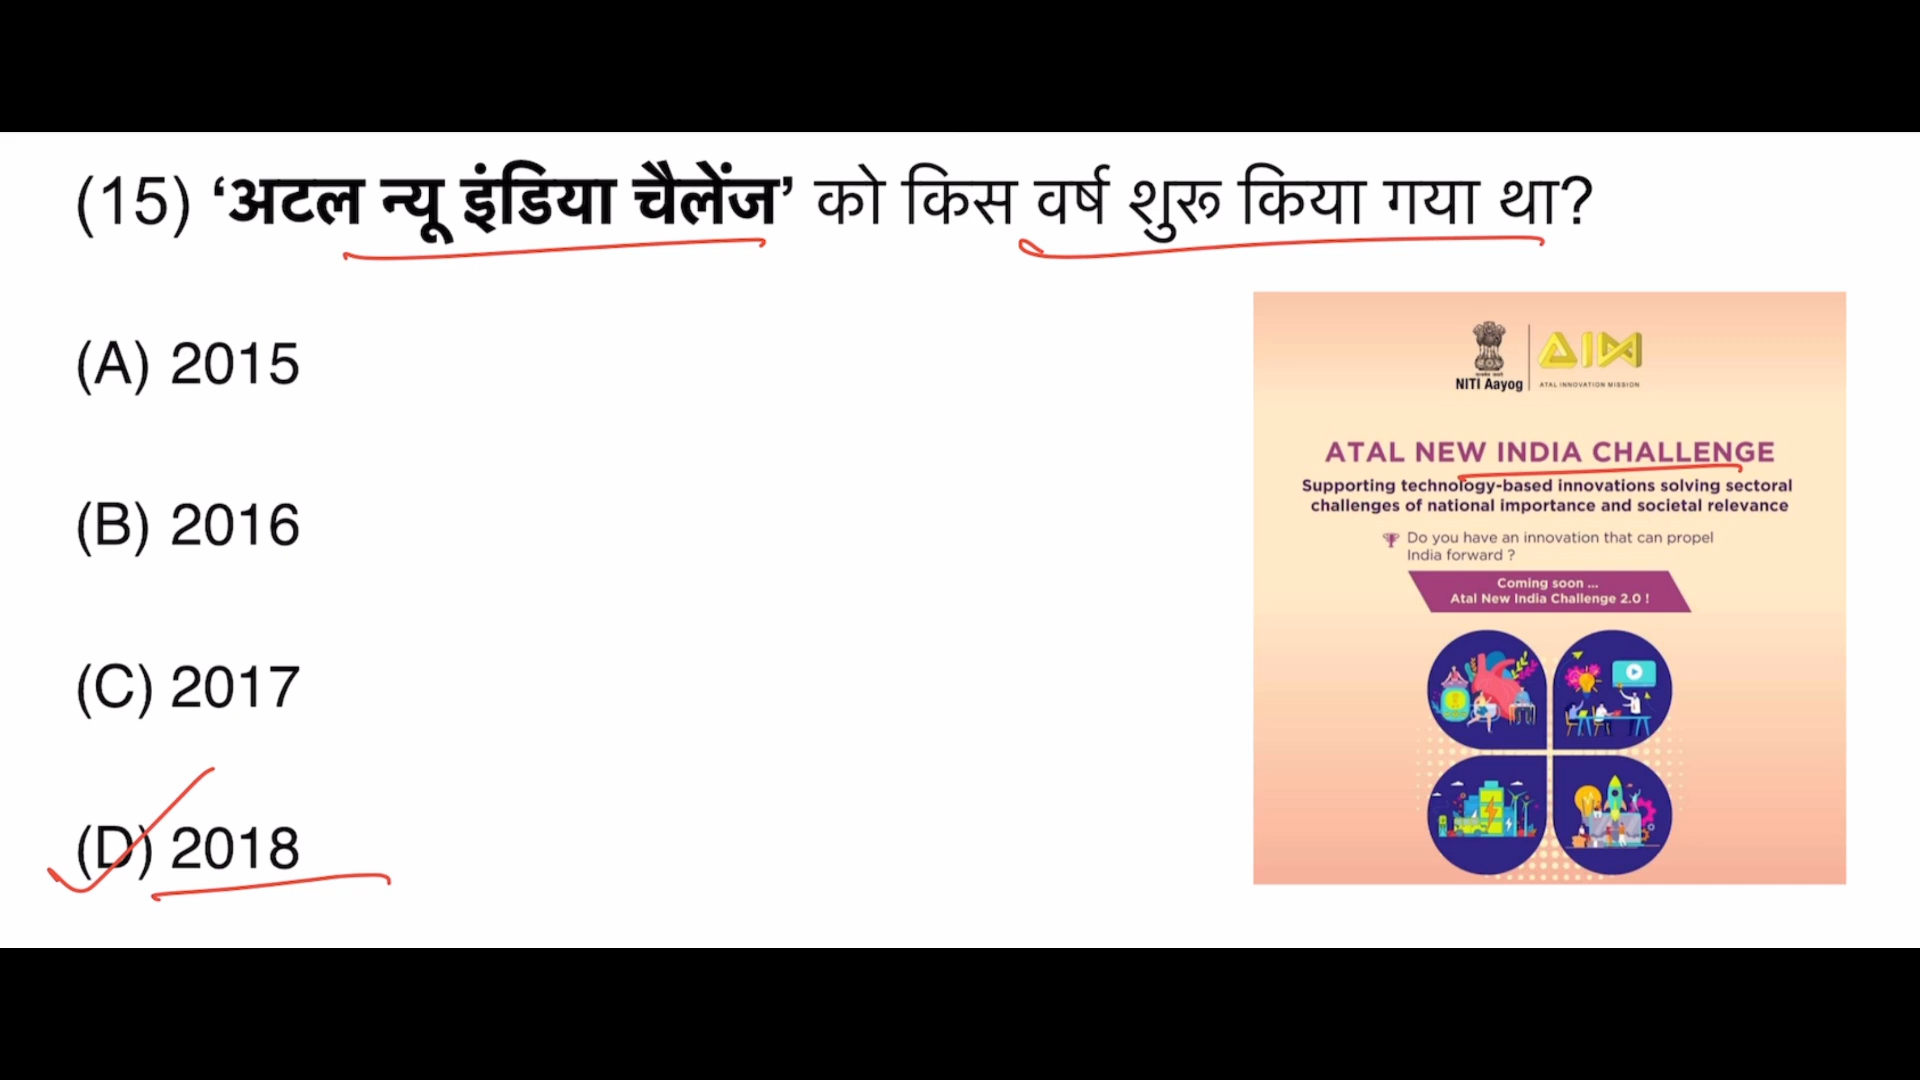 (15) ‘अटल न्यू इंडिया चैलेंज’ को किस वर्ष शुरू किया गया था?
(A) 2015
(B) 2016
(C) 2017
(D) 2018
NITI Aayog
AIM
ATAL INNOVATION MISSION
ATAL NEW INDIA CHALLENGE
Supporting technology-based innovations solving sectoral
challenges of national importance and societal relevance
Do you have an innovation that can propel
India forward ?
Coming soon ...
Atal New India Challenge 2.0 !